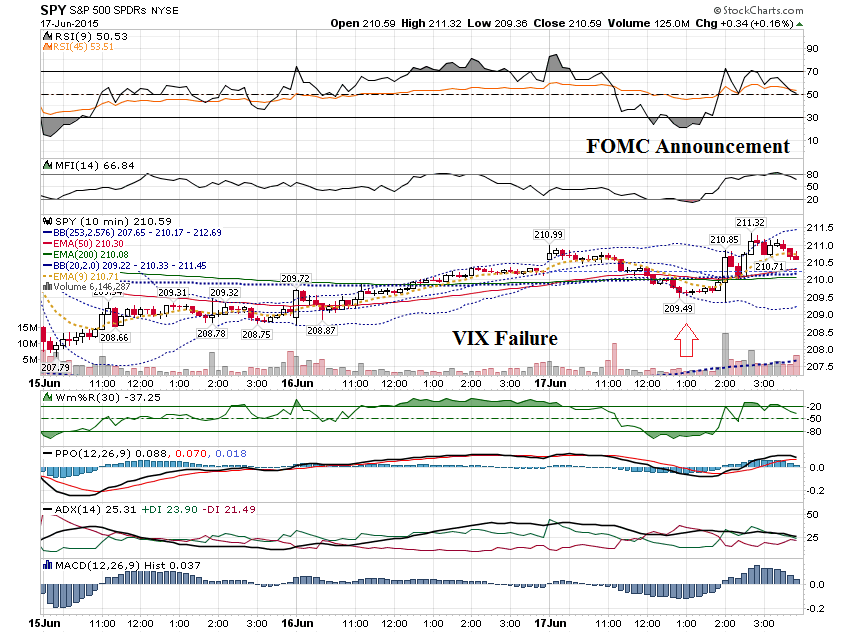 SPY S&P 500 SPDRs NYSE
© StockCharts.com
17-Jun-2015
Open 210.59 High 211.32 Low 209.36 Close 210.59 Volume 125.0M Chg +0.34 (+0.16%)
RSI(9) 50.53
RSI(45) 53.51
90
70
50
30
10
FOMC Announcement
MFI(14) 66.84
80
50
20
SPY (10 min) 210.59
BB(253,2.576) 207.65 - 210.17 - 212.69
EMA(50) 210.30
EMA(200) 210.08
BB(20,2.0) 209.22 - 210.33 - 211.45
EMA(9) 210.71
Volume 6,146,287
211.5
211.0
210.5
210.0
209.5
209.0
208.5
208.0
207.5
15M
10M
5M
209.31
209.32
209.72
210.99
210.85
211.32
210.71
208.66
208.78
208.75
208.87
209.49
207.79
VIX Failure
15Jun 11:00 12:00 1:00 2:00 3:00 16Jun 11:00 12:00 1:00 2:00 3:00 17Jun 11:00 12:00 1:00 2:00 3:00
Wm%R(30) -37.25
-20
-50
-80
PPO(12,26,9) 0.088, 0.070, 0.018
0.0
-0.2
ADX(14) 25.31 +DI 23.90 -DI 21.49
50
25
MACD(12,26,9) Hist 0.037
0.0
-0.2
15Jun 11:00 12:00 1:00 2:00 3:00 16Jun 11:00 12:00 1:00 2:00 3:00 17Jun 11:00 12:00 1:00 2:00 3:00